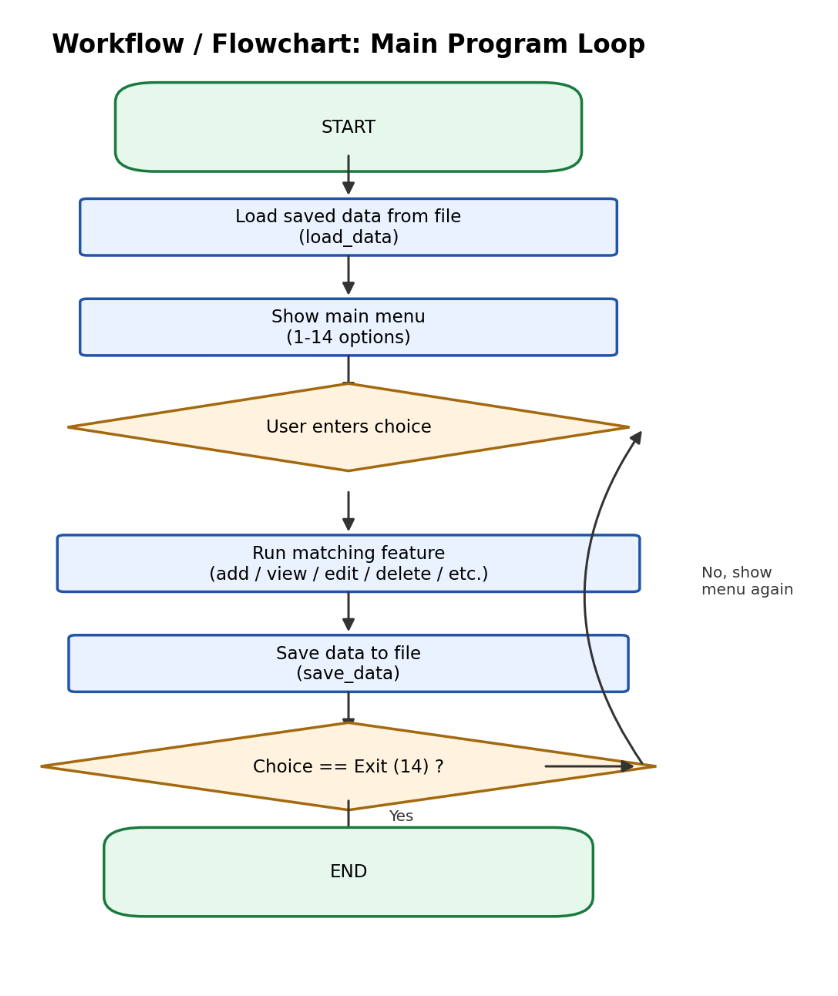 Workflow / Flowchart: Main Program Loop
START
Load saved data from file
(load_data)
Show main menu
(1-14 options)
User enters choice
Run matching feature
(add / view / edit / delete / etc.)
No, show
menu again
Save data to file
(save_data)
Choice == Exit (14) ?
Yes
END